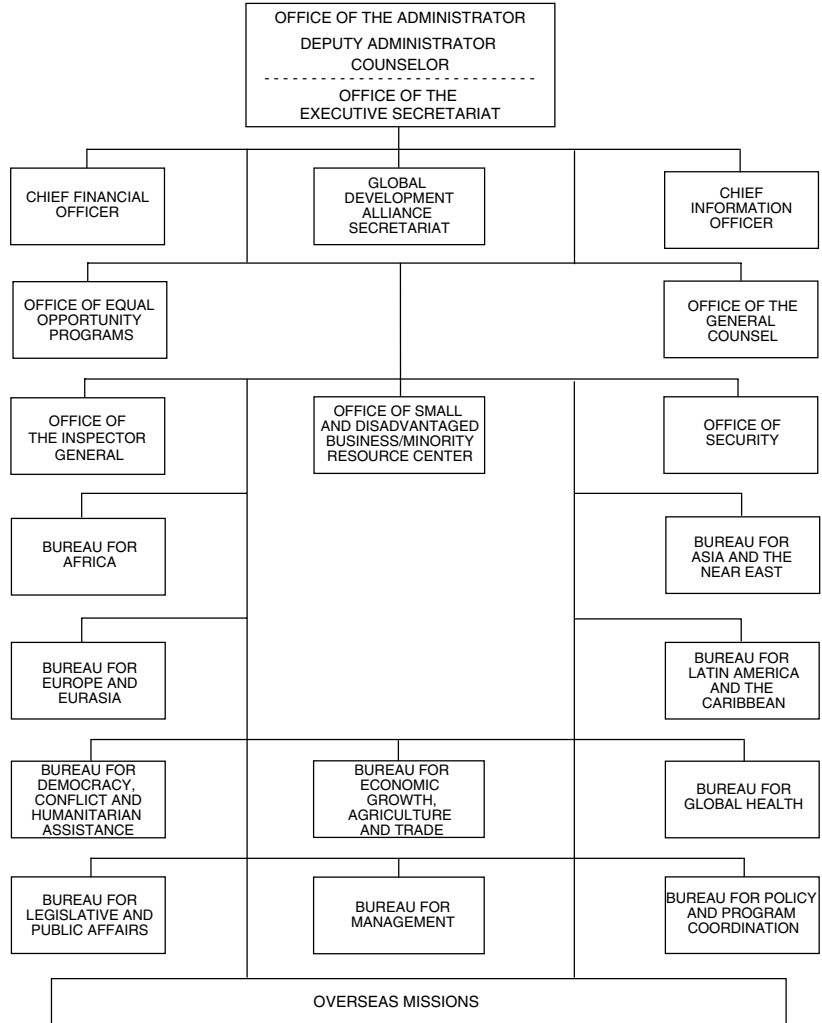 OFFICE OF THE ADMINISTRATOR
DEPUTY ADMINISTRATOR
COUNSELOR
OFFICE OF THE
EXECUTIVE SECRETARIAT
CHIEF FINANCIAL
OFFICER
GLOBAL
DEVELOPMENT
ALLIANCE
SECRETARIAT
CHIEF
INFORMATION
OFFICER
OFFICE OF EQUAL
OPPORTUNITY
PROGRAMS
OFFICE OF THE
GENERAL
COUNSEL
OFFICE OF
THE INSPECTOR
GENERAL
OFFICE OF SMALL
AND DISADVANTAGED
BUSINESS/MINORITY
RESOURCE CENTER
OFFICE OF
SECURITY
BUREAU FOR
AFRICA
BUREAU FOR
ASIA AND THE
NEAR EAST
BUREAU FOR
EUROPE AND
EURASIA
BUREAU FOR
LATIN AMERICA
AND THE
CARIBBEAN
BUREAU FOR
DEMOCRACY,
CONFLICT AND
HUMANITARIAN
ASSISTANCE
BUREAU FOR
ECONOMIC
GROWTH,
AGRICULTURE
AND TRADE
BUREAU FOR
GLOBAL HEALTH
BUREAU FOR
LEGISLATIVE AND
PUBLIC AFFAIRS
BUREAU FOR
MANAGEMENT
BUREAU FOR POLICY
AND PROGRAM
COORDINATION
OVERSEAS MISSIONS